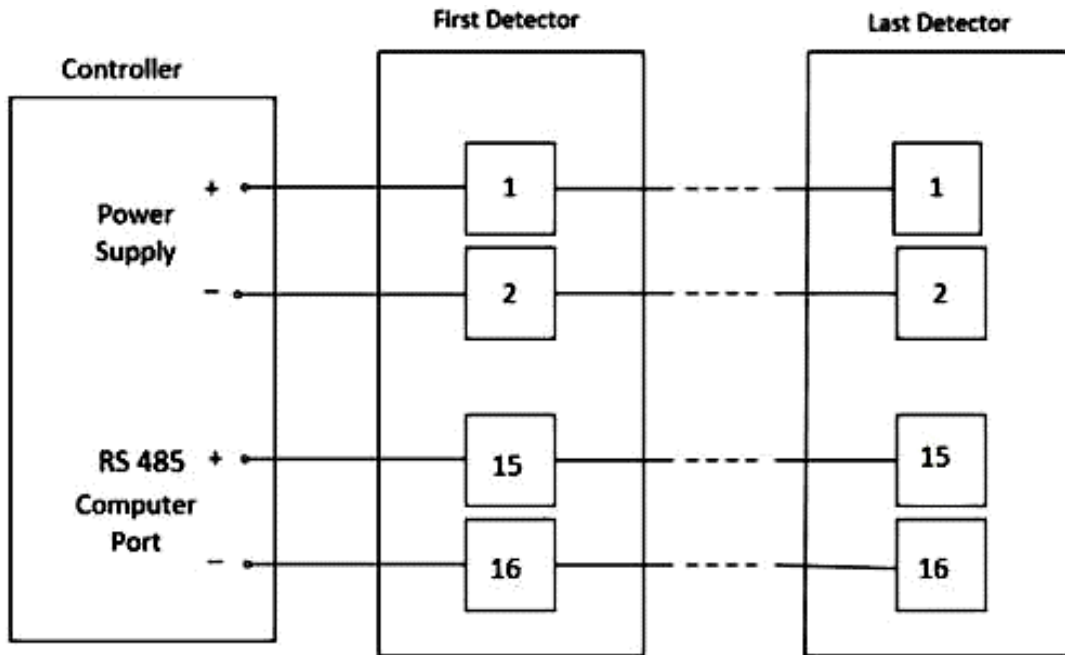 First Detector
Last Detector
Controller
+
Power
Supply
−
1
2
1
2
RS 485 +
Computer
Port
−
15
16
15
16